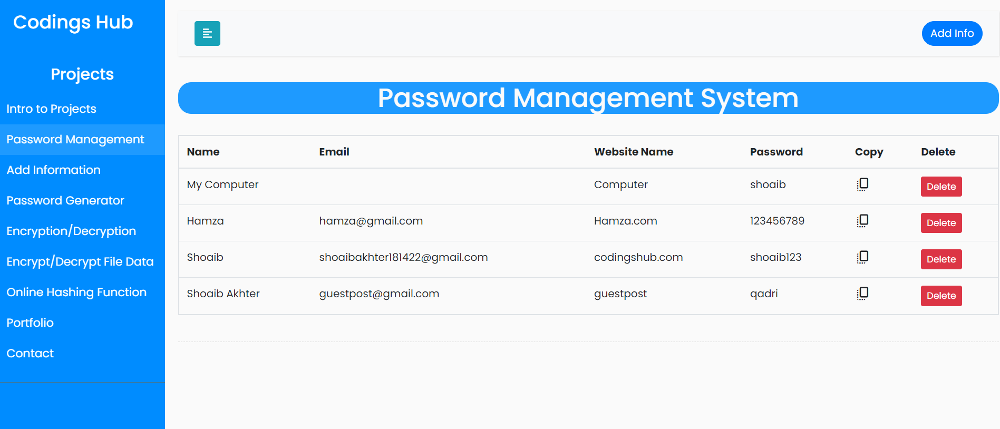 Codings Hub
Projects
Intro to Projects
Password Management
Add Information
Password Generator
Encryption/Decryption
Encrypt/Decrypt File Data
Online Hashing Function
Portfolio
Contact
Add Info
Password Management System
Name Email Website Name Password Copy Delete
My Computer Computer shoaib Delete
Hamza hamza@gmail.com Hamza.com 123456789 Delete
Shoaib shoaibakhter181422@gmail.com codingshub.com shoaib123 Delete
Shoaib Akhter guestpost@gmail.com guestpost qadri Delete